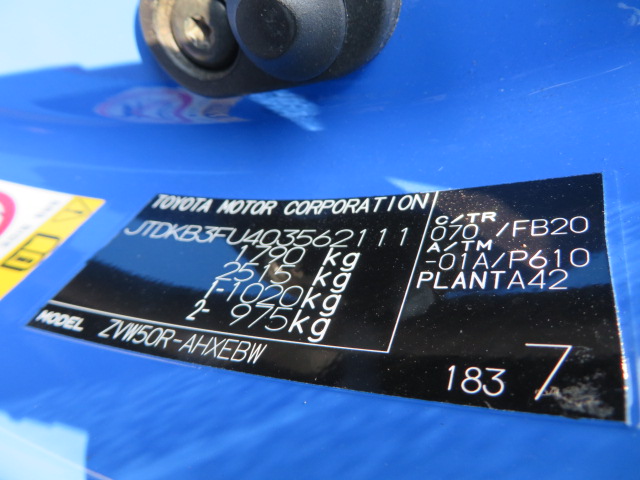 TOYOTA MOTOR CORPORATION
JTDKB3FU403562111
1790 kg
2515 kg
1-1020kg
2- 975kg
MODEL ZVW50R-AHXEBW
C/TR
070 /FB20
A/TM
-01A/P610
PLANTA42
183 7